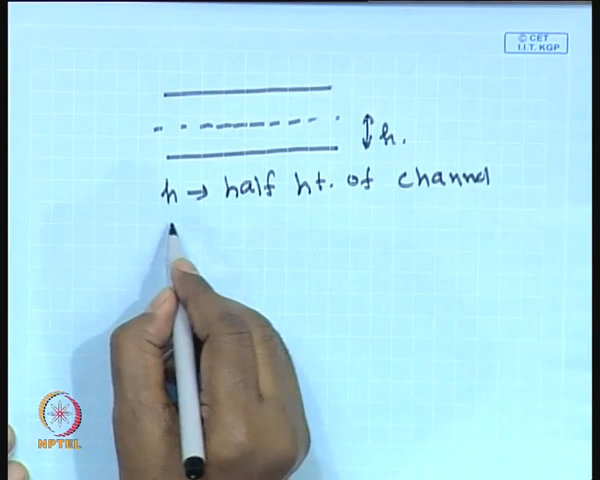 © CET
I.I.T. KGP
h.
h → half ht. of channel
NPTEL